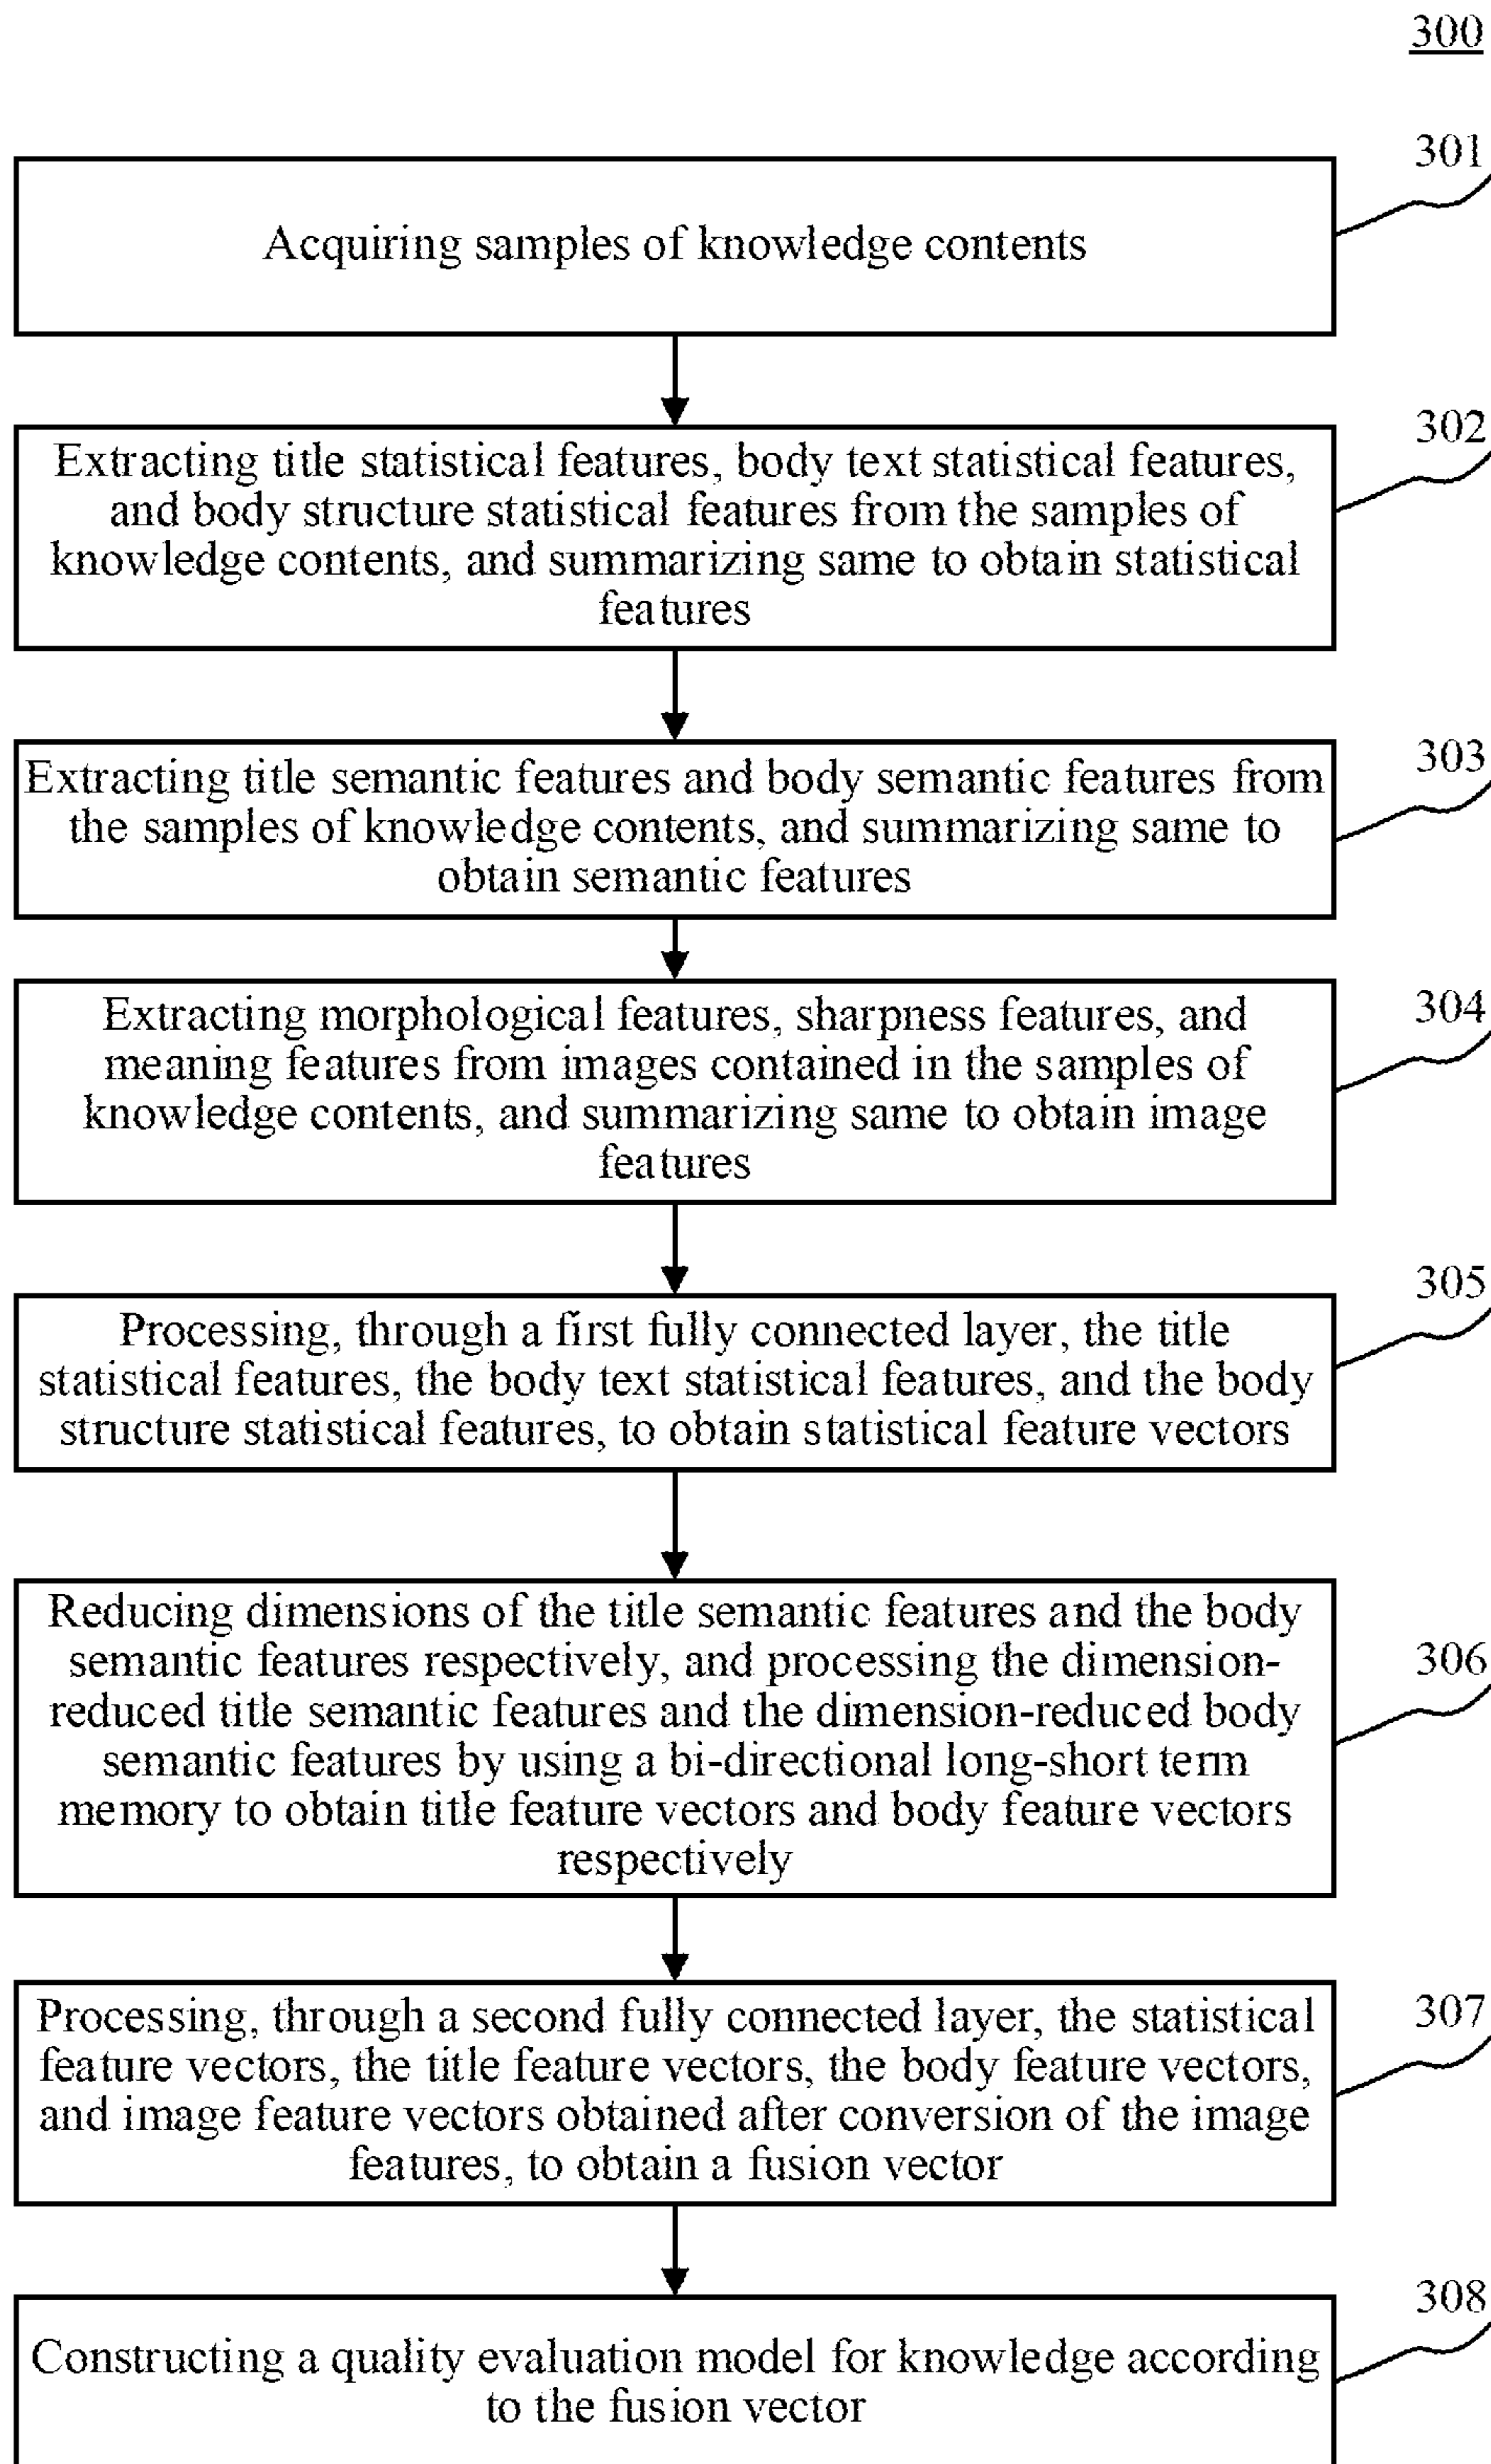 300
301
Acquiring samples of knowledge contents
302
Extracting title statistical features, body text statistical features,
and body structure statistical features from the samples of
knowledge contents, and summarizing same to obtain statistical
features
303
Extracting title semantic features and body semantic features from
the samples of knowledge contents, and summarizing same to
obtain semantic features
304
Extracting morphological features, sharpness features, and
meaning features from images contained in the samples of
knowledge contents, and summarizing same to obtain image
features
305
Processing, through a first fully connected layer, the title
statistical features, the body text statistical features, and the body
structure statistical features, to obtain statistical feature vectors
306
Reducing dimensions of the title semantic features and the body
semantic features respectively, and processing the dimension-
reduced title semantic features and the dimension-reduced body
semantic features by using a bi-directional long-short term
memory to obtain title feature vectors and body feature vectors
respectively
307
Processing, through a second fully connected layer, the statistical
feature vectors, the title feature vectors, the body feature vectors,
and image feature vectors obtained after conversion of the image
features, to obtain a fusion vector
308
Constructing a quality evaluation model for knowledge according
to the fusion vector